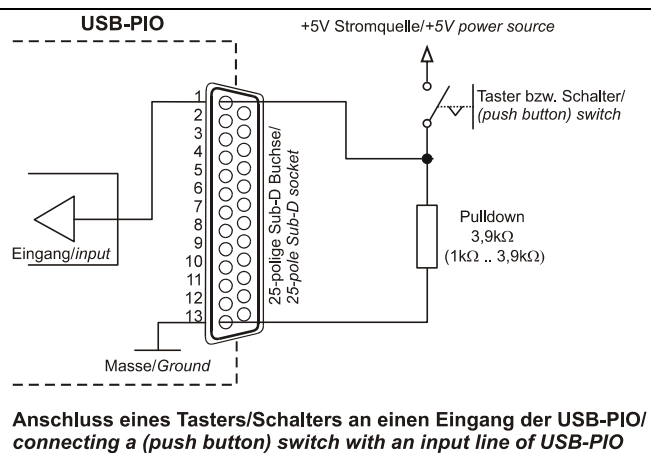 USB-PIO
+5V Stromquelle/+5V power source
1
2
3
4
5
6
7
8
9
10
11
12
13
25-polige Sub-D Buchse/
25-pole Sub-D socket
Taster bzw. Schalter/
(push button) switch
Eingang/input
Pulldown
3,9kΩ
(1kΩ .. 3,9kΩ)
Masse/Ground
Anschluss eines Tasters/Schalters an einen Eingang der USB-PIO/
connecting a (push button) switch with an input line of USB-PIO